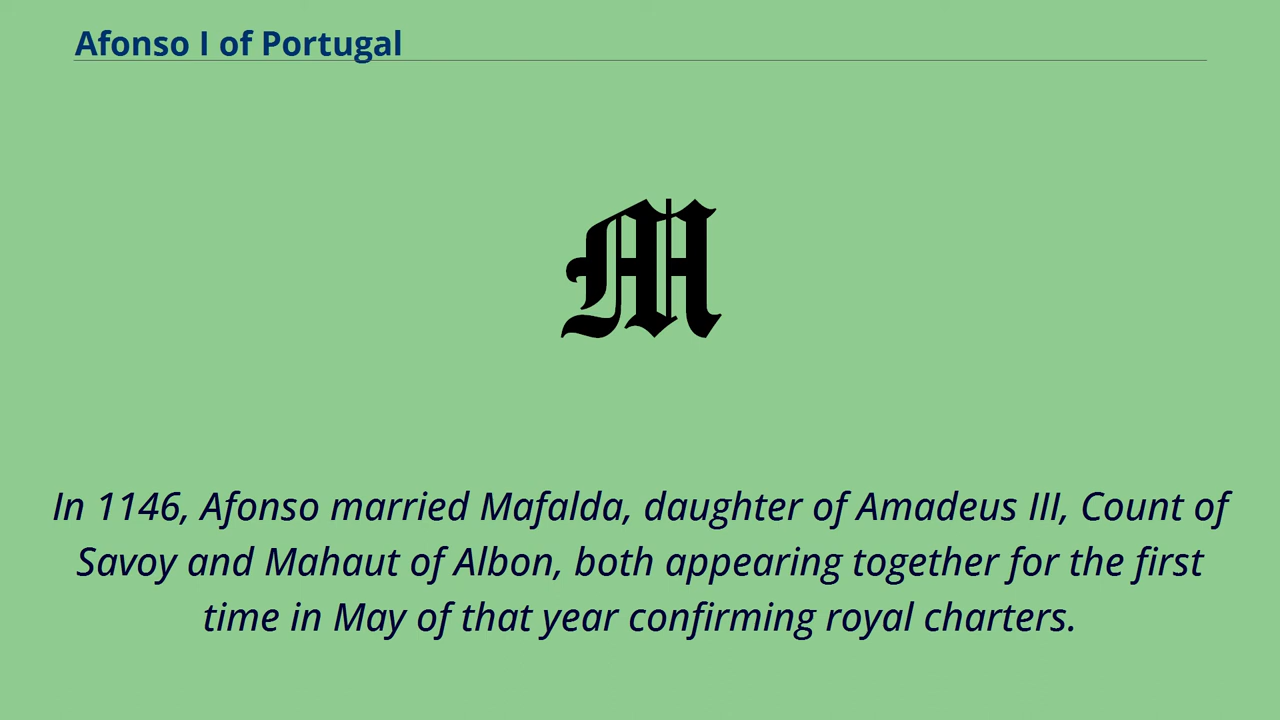 Afonso I of Portugal
M
In 1146, Afonso married Mafalda, daughter of Amadeus III, Count of
Savoy and Mahaut of Albon, both appearing together for the first
time in May of that year confirming royal charters.